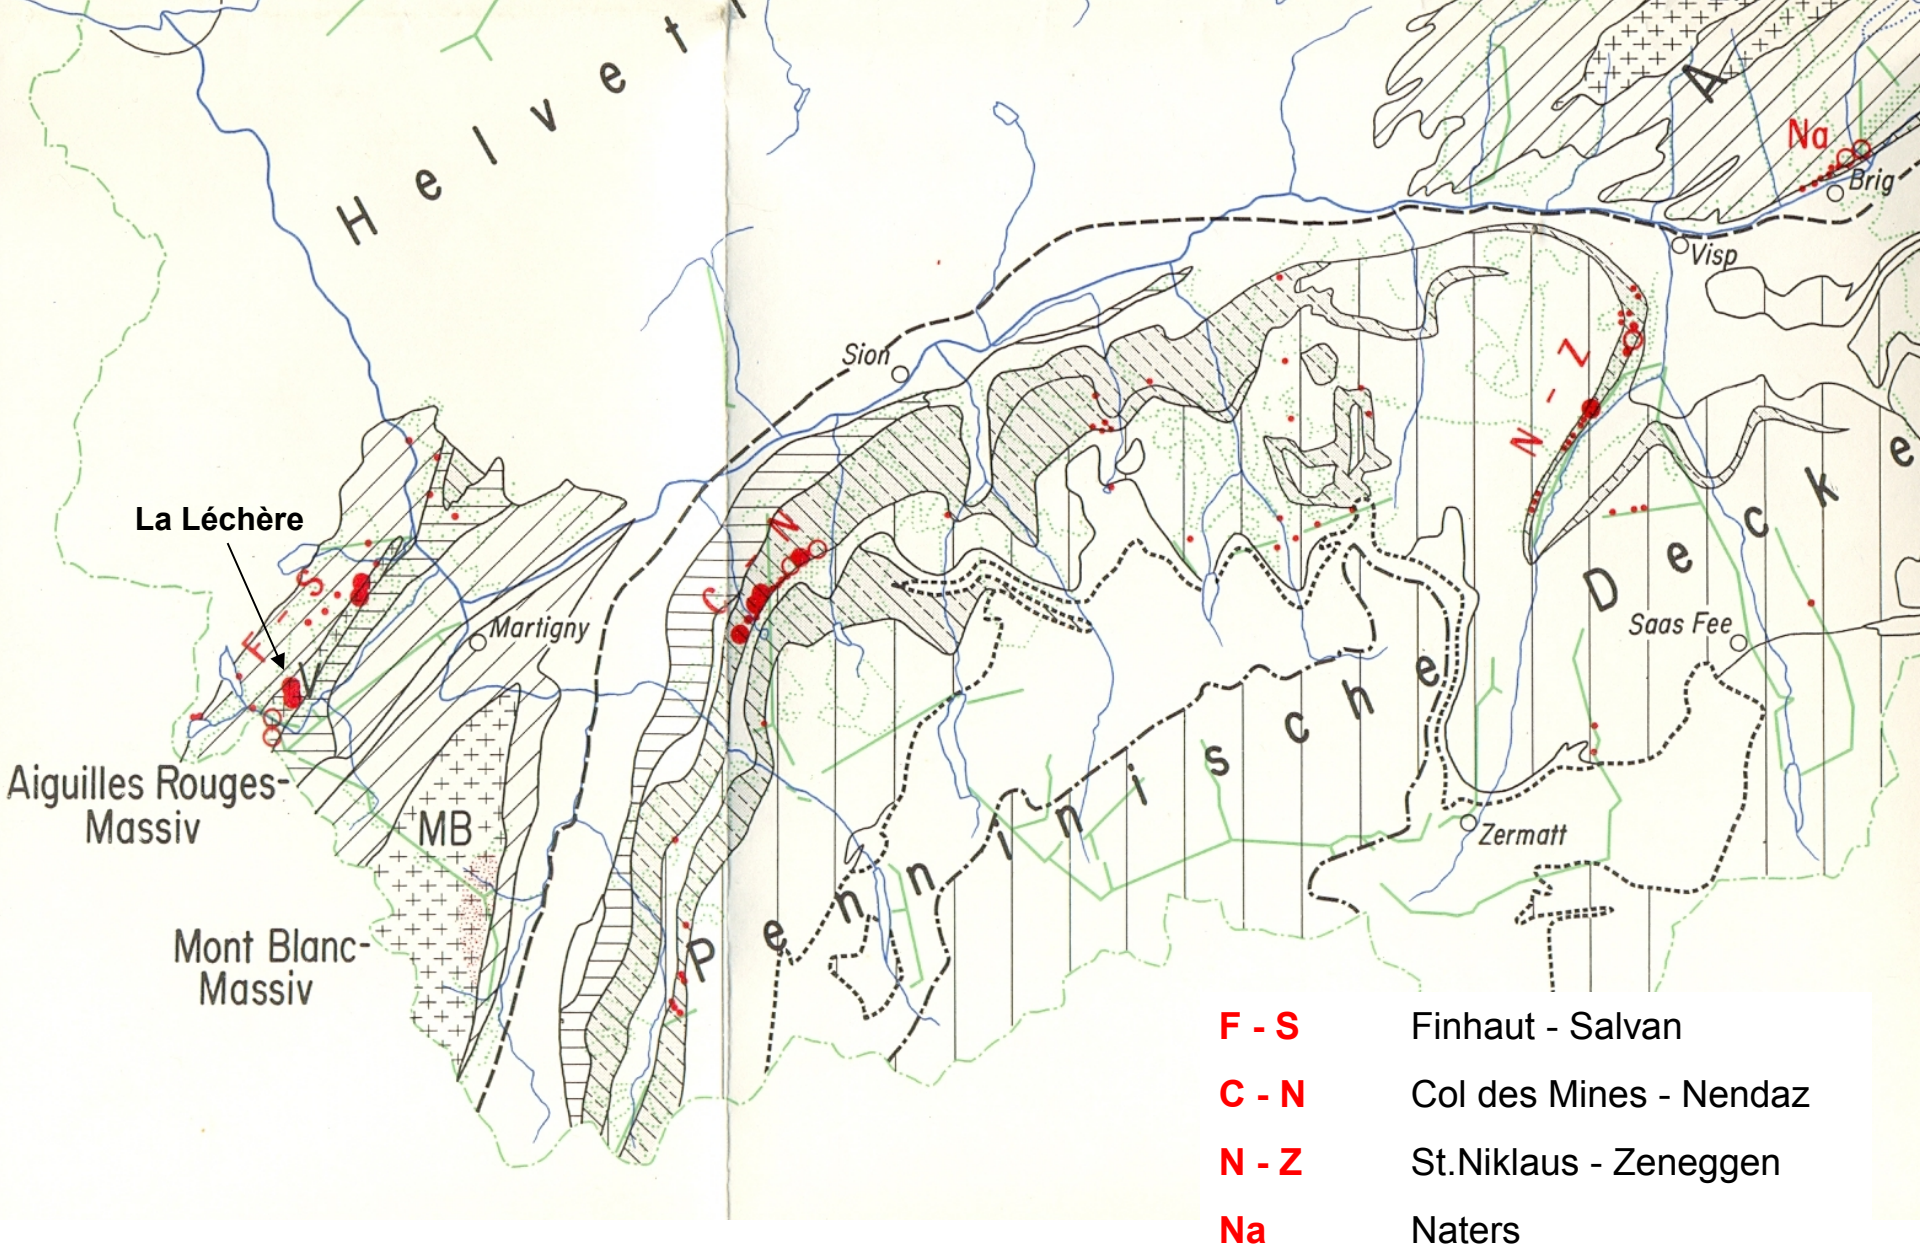 Helveti
A
Na
Brig
Visp
Sion
N - Z
La Léchère
C - N
F - S
V
Martigny
Saas Fee
Penninische Decke
Aiguilles Rouges-
Massiv
MB
Zermatt
Mont Blanc-
Massiv
F - S Finhaut - Salvan
C - N Col des Mines - Nendaz
N - Z St.Niklaus - Zeneggen
Na Naters